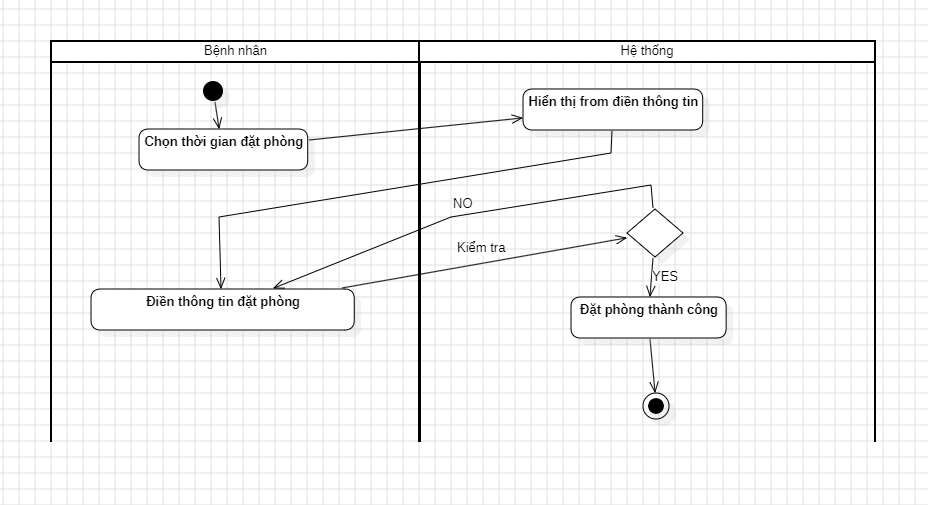 Bệnh nhân
Hệ thống
Hiển thị from điền thông tin
Chọn thời gian đặt phòng
NO
Kiểm tra
YES
Điền thông tin đặt phòng
Đặt phòng thành công